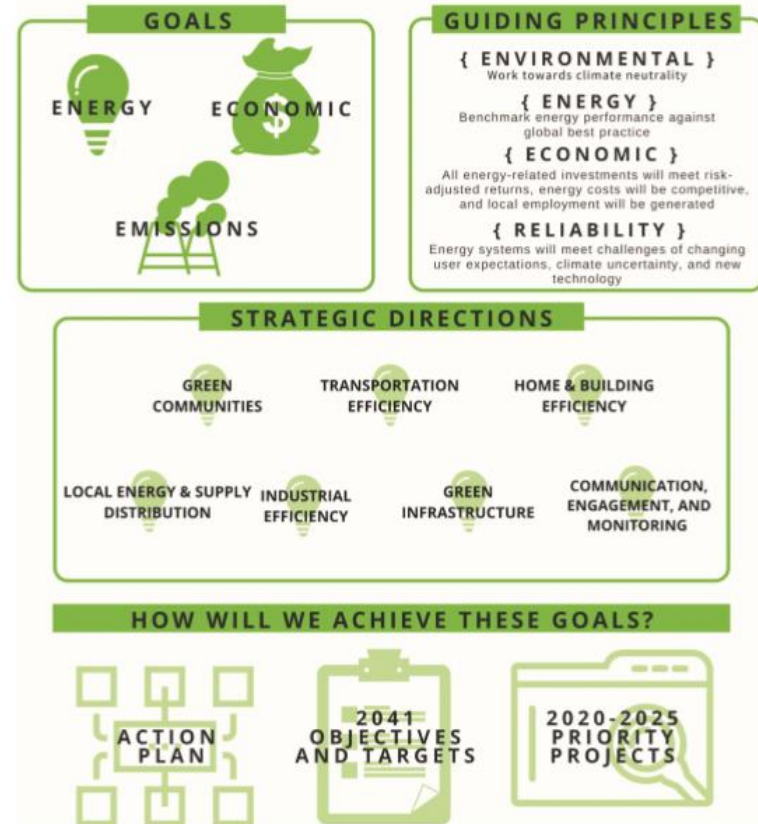 GOALS
ENERGY
ECONOMIC
$
EMISSIONS
GUIDING PRINCIPLES
{ ENVIRONMENTAL }
Work towards climate neutrality
{ ENERGY }
Benchmark energy performance against
global best practice
{ ECONOMIC }
All energy-related investments will meet risk-
adjusted returns, energy costs will be competitive,
and local employment will be generated
{ RELIABILITY }
Energy systems will meet challenges of changing
user expectations, climate uncertainty, and new
technology
STRATEGIC DIRECTIONS
GREEN
COMMUNITIES
TRANSPORTATION
EFFICIENCY
HOME & BUILDING
EFFICIENCY
LOCAL ENERGY & SUPPLY
DISTRIBUTION
INDUSTRIAL
EFFICIENCY
GREEN
INFRASTRUCTURE
COMMUNICATION,
ENGAGEMENT, AND
MONITORING
HOW WILL WE ACHIEVE THESE GOALS?
ACTION
PLAN
2041
OBJECTIVES
AND TARGETS
2020-2025
PRIORITY
PROJECTS